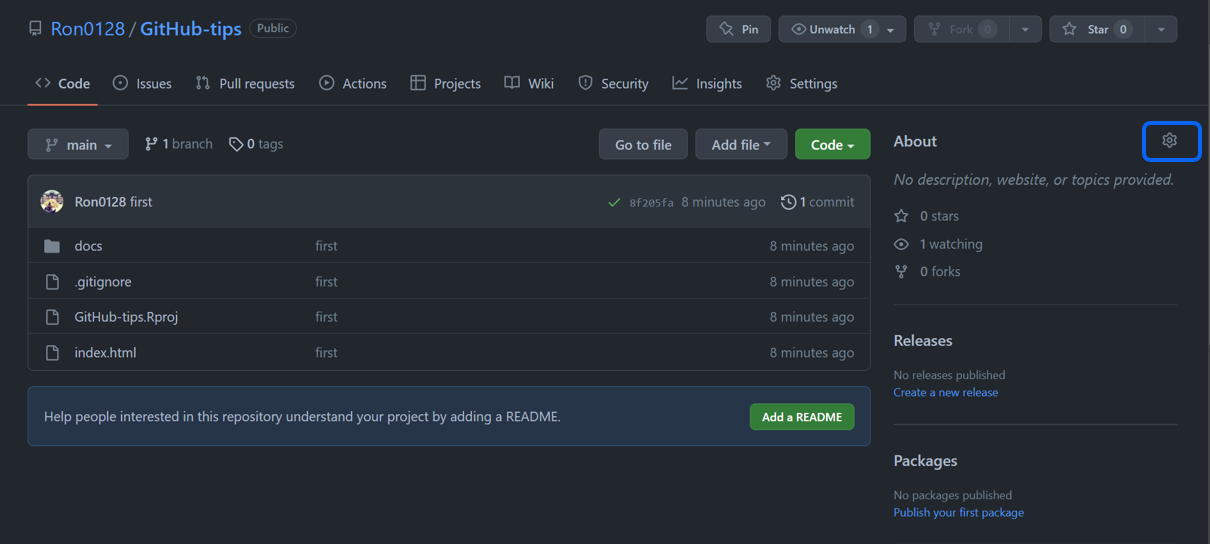 Ron0128 / GitHub-tips Public
Pin Unwatch 1 Fork 0 Star 0
Code Issues Pull requests Actions Projects Wiki Security Insights Settings
main 1 branch 0 tags Go to file Add file Code
Ron0128 first 8f205fa 8 minutes ago 1 commit
docs first 8 minutes ago
.gitignore first 8 minutes ago
GitHub-tips.Rproj first 8 minutes ago
index.html first 8 minutes ago
Help people interested in this repository understand your project by adding a README. Add a README
About
No description, website, or topics provided.
0 stars
1 watching
0 forks
Releases
No releases published
Create a new release
Packages
No packages published
Publish your first package